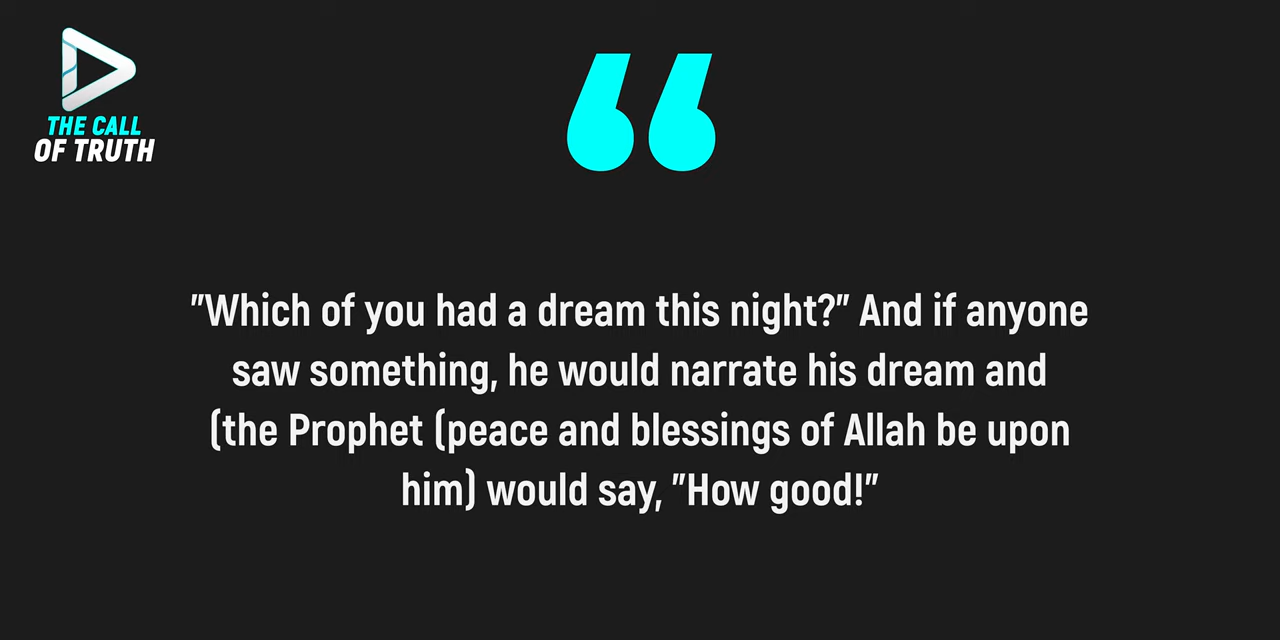 THE CALL
OF TRUTH
"Which of you had a dream this night?" And if anyone
saw something, he would narrate his dream and
(the Prophet (peace and blessings of Allah be upon
him) would say, "How good!"